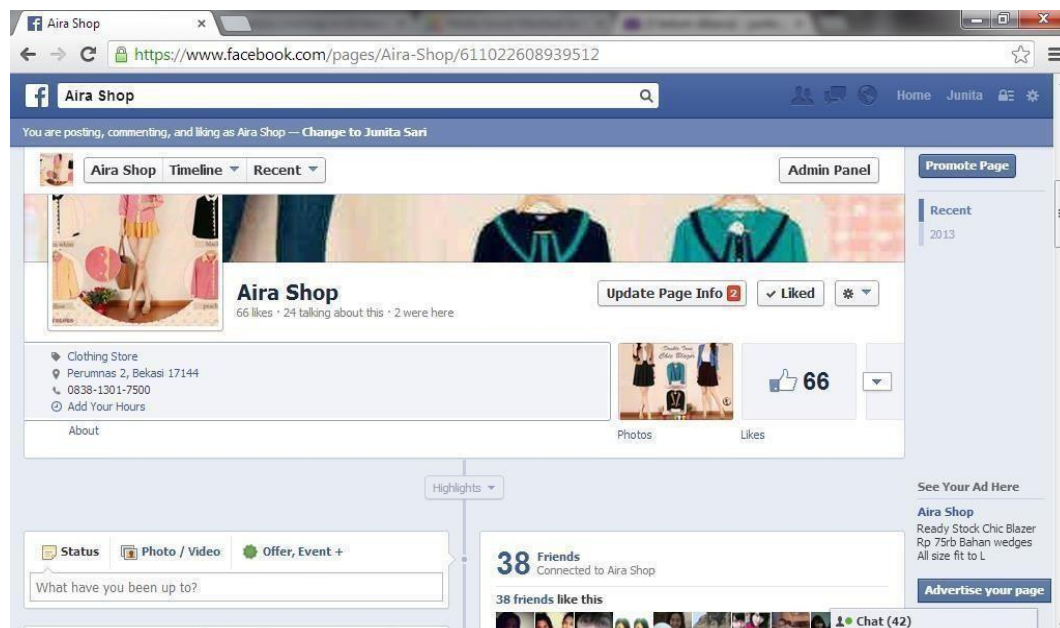 Aira Shop
https://www.facebook.com/pages/Aira-Shop/611022608939512
Aira Shop
Home Junita
You are posting, commenting, and liking as Aira Shop — Change to Junita Sari
Aira Shop Timeline Recent
Admin Panel
Promote Page
Recent
2013
Aira Shop
66 likes · 24 talking about this · 2 were here
Update Page Info 2
Liked
Clothing Store
Perumnas 2, Bekasi 17144
0838-1301-7500
Add Your Hours
About
Chic Blazer
Photos
66
Likes
Highlights
See Your Ad Here
Aira Shop
Ready Stock Chic Blazer
Rp 75rb Bahan wedges
All size fit to L
Advertise your page
Status Photo / Video Offer, Event +
What have you been up to?
38 Friends
Connected to Aira Shop
38 friends like this
Chat (42)